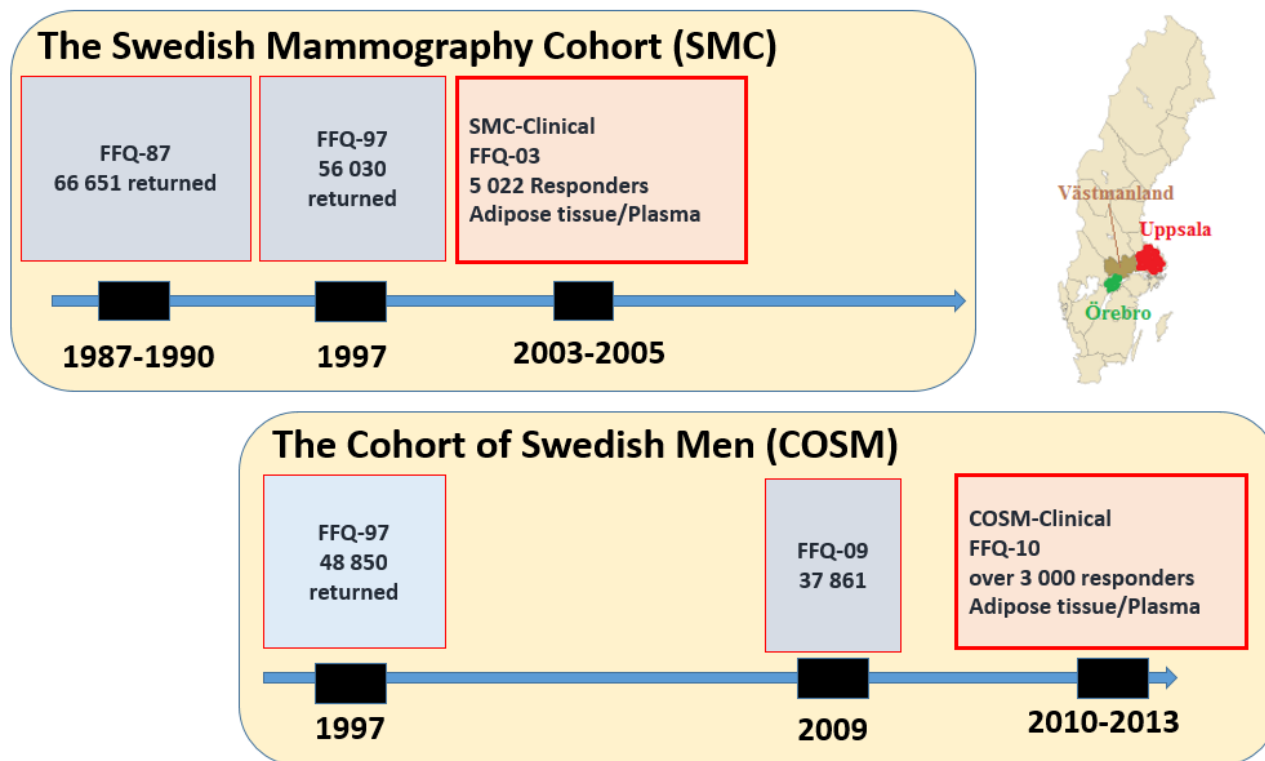 The Swedish Mammography Cohort (SMC)
FFQ-87
66 651 returned
FFQ-97
56 030
returned
SMC-Clinical
FFQ-03
5 022 Responders
Adipose tissue/Plasma
1987-1990
1997
2003-2005
Västmanland
Uppsala
Örebro
The Cohort of Swedish Men (COSM)
FFQ-97
48 850
returned
FFQ-09
37 861
COSM-Clinical
FFQ-10
over 3 000 responders
Adipose tissue/Plasma
1997
2009
2010-2013